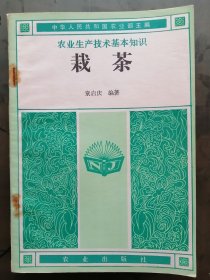 中华人民共和国农业部主编
农业生产技术基本知识
栽茶
农业出版社